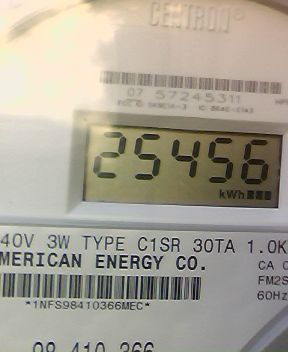 CENTRON®
07 57245311
25456
kWh
40V 3W TYPE C1SR 30TA 1.0K
MERICAN ENERGY CO.
CA 0
FM2S
*1NFS98410366MEC*
60Hz
98 410 366